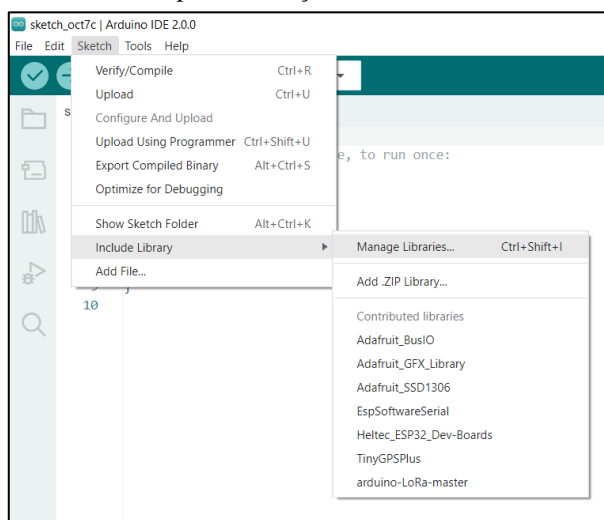 sketch_oct7c | Arduino IDE 2.0.0
File Edit Sketch Tools Help
Verify/Compile Ctrl+R
Upload Ctrl+U
Configure And Upload
Upload Using Programmer Ctrl+Shift+U
e, to run once:
Export Compiled Binary Alt+Ctrl+S
Optimize for Debugging
Show Sketch Folder Alt+Ctrl+K
Include Library
Manage Libraries... Ctrl+Shift+I
Add File...
Add .ZIP Library...
10
Contributed libraries
Adafruit_BusIO
Adafruit_GFX_Library
Adafruit_SSD1306
EspSoftwareSerial
Heltec_ESP32_Dev-Boards
TinyGPSPlus
arduino-LoRa-master